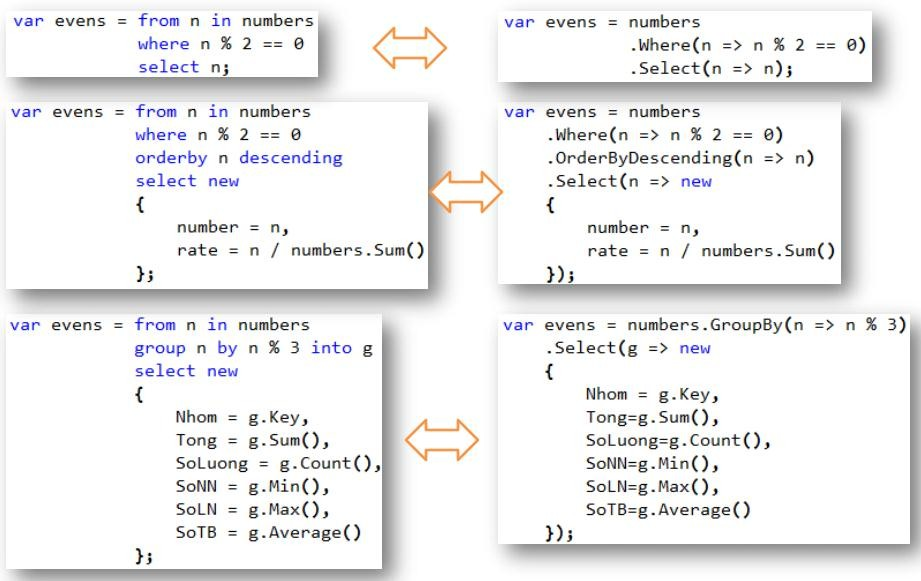 var evens = from n in numbers
where n % 2 == 0
select n;
var evens = numbers
.Where(n => n % 2 == 0)
.Select(n => n);
var evens = from n in numbers
where n % 2 == 0
orderby n descending
select new
{
number = n,
rate = n / numbers.Sum()
};
var evens = numbers
.Where(n => n % 2 == 0)
.OrderByDescending(n => n)
.Select(n => new
{
number = n,
rate = n / numbers.Sum()
});
var evens = from n in numbers
group n by n % 3 into g
select new
{
Nhom = g.Key,
Tong = g.Sum(),
SoLuong = g.Count(),
SoNN = g.Min(),
SoLN = g.Max(),
SoTB = g.Average()
};
var evens = numbers.GroupBy(n => n % 3)
.Select(g => new
{
Nhom = g.Key,
Tong=g.Sum(),
SoLuong=g.Count(),
SoNN=g.Min(),
SoLN=g.Max(),
SoTB=g.Average()
});